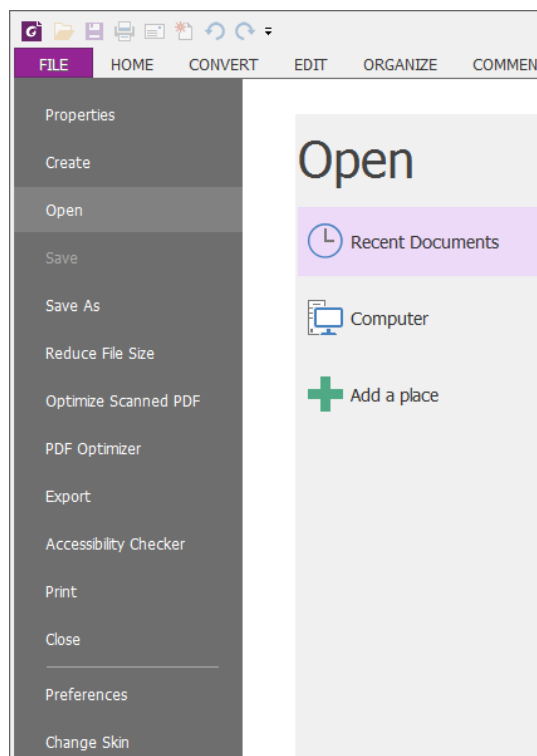 FILE HOME CONVERT EDIT ORGANIZE COMMEN
Properties
Create
Open
Save
Save As
Reduce File Size
Optimize Scanned PDF
PDF Optimizer
Export
Accessibility Checker
Print
Close
Preferences
Change Skin
Open
Recent Documents
Computer
Add a place